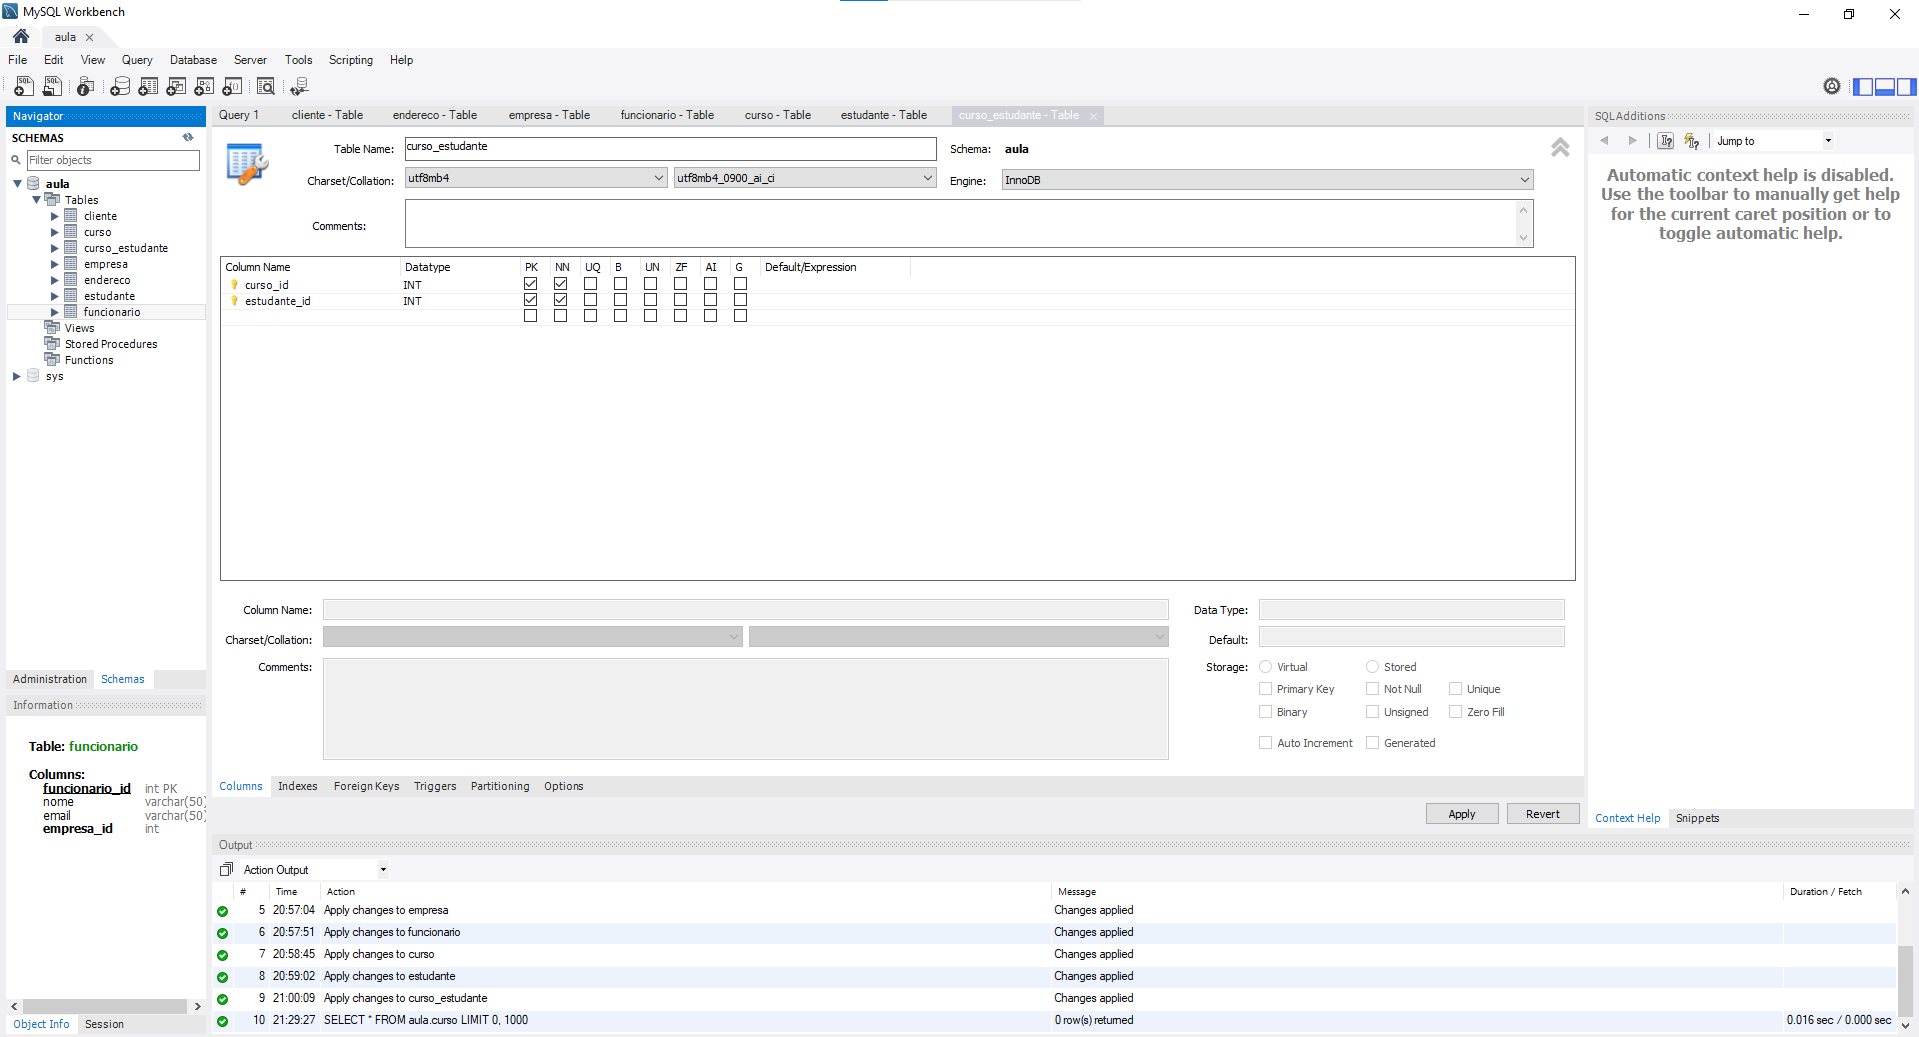 MySQL Workbench
aula
File Edit View Query Database Server Tools Scripting Help
Navigator
SCHEMAS
Filter objects
aula
Tables
cliente
curso
curso_estudante
empresa
endereco
estudante
funcionario
Views
Stored Procedures
Functions
sys
Administration Schemas
Information
Table: funcionario
Columns:
funcionario_id int PK
nome varchar(50)
email varchar(50)
empresa_id int
Object Info Session
Query 1 cliente - Table endereco - Table empresa - Table funcionario - Table curso - Table estudante - Table curso_estudante - Table
Table Name: curso_estudante Schema: aula
Charset/Collation: utf8mb4 utf8mb4_0900_ai_ci Engine: InnoDB
Comments:
Column Name Datatype PK NN UQ B UN ZF AI G Default/Expression
curso_id INT
estudante_id INT
Column Name: Data Type:
Charset/Collation: Default:
Comments: Storage: Virtual Stored
Primary Key Not Null Unique
Binary Unsigned Zero Fill
Auto Increment Generated
Columns Indexes Foreign Keys Triggers Partitioning Options
Apply Revert
SQLAdditions
Jump to
Automatic context help is disabled.
Use the toolbar to manually get help
for the current caret position or to
toggle automatic help.
Context Help Snippets
Output
Action Output
# Time Action Message Duration / Fetch
5 20:57:04 Apply changes to empresa Changes applied
6 20:57:51 Apply changes to funcionario Changes applied
7 20:58:45 Apply changes to curso Changes applied
8 20:59:02 Apply changes to estudante Changes applied
9 21:00:09 Apply changes to curso_estudante Changes applied
10 21:29:27 SELECT * FROM aula.curso LIMIT 0, 1000 0 row(s) returned 0.016 sec / 0.000 sec